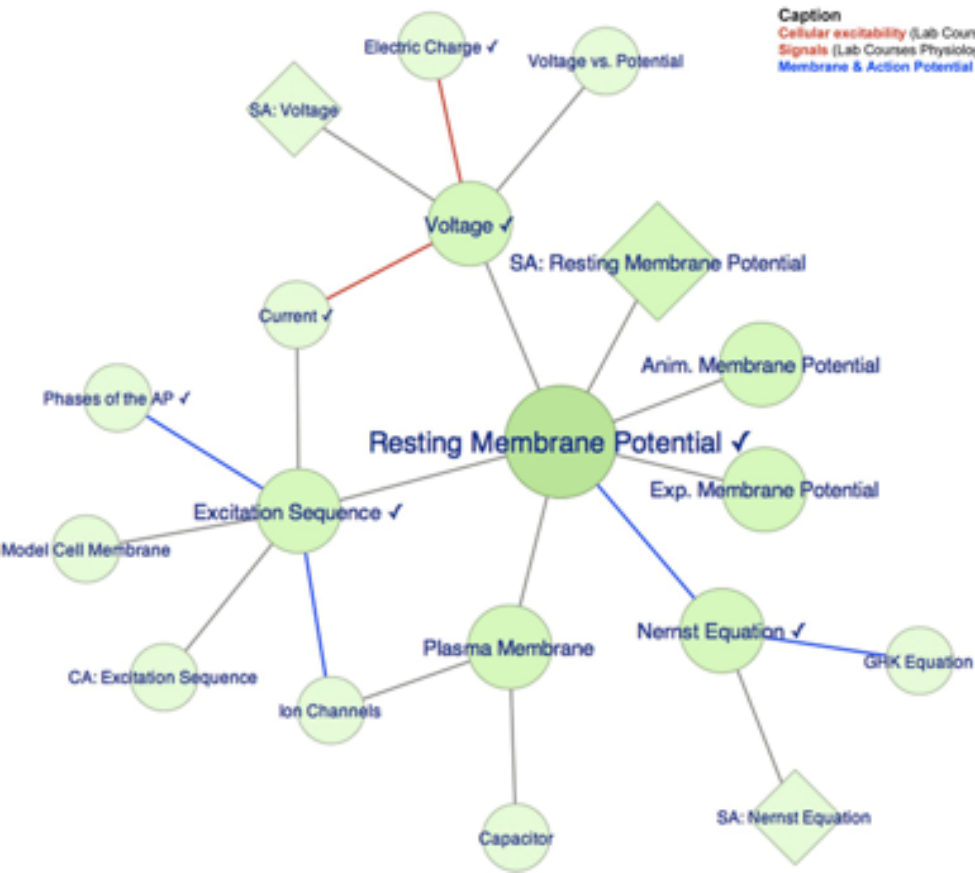 Caption
Cellular excitability (Lab Cour
Signals (Lab Courses Physiolog
Membrane & Action Potential
Electric Charge ✓
Voltage vs. Potential
SA: Voltage
Voltage ✓
SA: Resting Membrane Potential
Current ✓
Anim. Membrane Potential
Phases of the AP ✓
Resting Membrane Potential ✓
Exp. Membrane Potential
Excitation Sequence ✓
Model Cell Membrane
Nernst Equation ✓
Plasma Membrane
GRK Equation
CA: Excitation Sequence
Ion Channels
SA: Nernst Equation
Capacitor